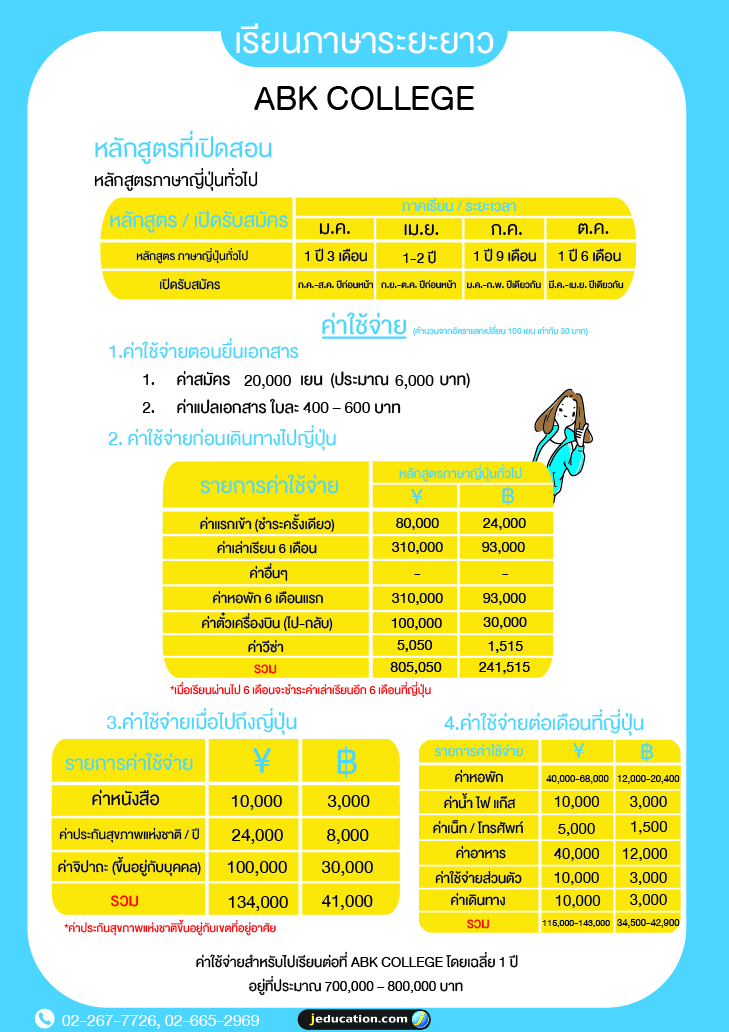 เรียนภาษาระยะยาว
ABK COLLEGE
หลักสูตรที่เปิดสอน
หลักสูตรภาษาญี่ปุ่นทั่วไป
หลักสูตร / เปิดรับสมัคร
ภาคเรียน / ระยะเวลา
ม.ค. เม.ย. ก.ค. ต.ค.
หลักสูตร ภาษาญี่ปุ่นทั่วไป 1 ปี 3 เดือน 1-2 ปี 1 ปี 9 เดือน 1 ปี 6 เดือน
เปิดรับสมัคร ก.ค.-ส.ค. ปีก่อนหน้า ก.ย.-ต.ค. ปีก่อนหน้า ม.ค.-ก.พ. ปีเดียวกัน มี.ค.-เม.ย. ปีเดียวกัน
ค่าใช้จ่าย (คำนวนจากอัตราแลกเปลี่ยน 100 เยน เท่ากับ 30 บาท)
1.ค่าใช้จ่ายตอนยื่นเอกสาร
1. ค่าสมัคร 20,000 เยน (ประมาณ 6,000 บาท)
2. ค่าแปลเอกสาร ใบละ 400 – 600 บาท
2. ค่าใช้จ่ายก่อนเดินทางไปญี่ปุ่น
รายการค่าใช้จ่าย
หลักสูตรภาษาญี่ปุ่นทั่วไป
¥ ฿
ค่าแรกเข้า (ชำระครั้งเดียว) 80,000 24,000
ค่าเล่าเรียน 6 เดือน 310,000 93,000
ค่าอื่นๆ - -
ค่าหอพัก 6 เดือนแรก 310,000 93,000
ค่าตั๋วเครื่องบิน (ไป-กลับ) 100,000 30,000
ค่าวีซ่า 5,050 1,515
รวม 805,050 241,515
*เมื่อเรียนผ่านไป 6 เดือนจะชำระค่าเล่าเรียนอีก 6 เดือนที่ญี่ปุ่น
3.ค่าใช้จ่ายเมื่อไปถึงญี่ปุ่น
รายการค่าใช้จ่าย ¥ ฿
ค่าหนังสือ 10,000 3,000
ค่าประกันสุขภาพแห่งชาติ / ปี 24,000 8,000
ค่าจิปาถะ (ขึ้นอยู่กับบุคคล) 100,000 30,000
รวม 134,000 41,000
*ค่าประกันสุขภาพแห่งชาติขึ้นอยู่กับเขตที่อยู่อาศัย
4.ค่าใช้จ่ายต่อเดือนที่ญี่ปุ่น
รายการค่าใช้จ่าย ¥ ฿
ค่าหอพัก 40,000-68,000 12,000-20,400
ค่าน้ำ ไฟ แก๊ส 10,000 3,000
ค่าเน็ท / โทรศัพท์ 5,000 1,500
ค่าอาหาร 40,000 12,000
ค่าใช้จ่ายส่วนตัว 10,000 3,000
ค่าเดินทาง 10,000 3,000
รวม 115,000-143,000 34,500-42,900
ค่าใช้จ่ายสำหรับไปเรียนต่อที่ ABK COLLEGE โดยเฉลี่ย 1 ปี
อยู่ที่ประมาณ 700,000 – 800,000 บาท
02-267-7726, 02-665-2969
jeducation.com